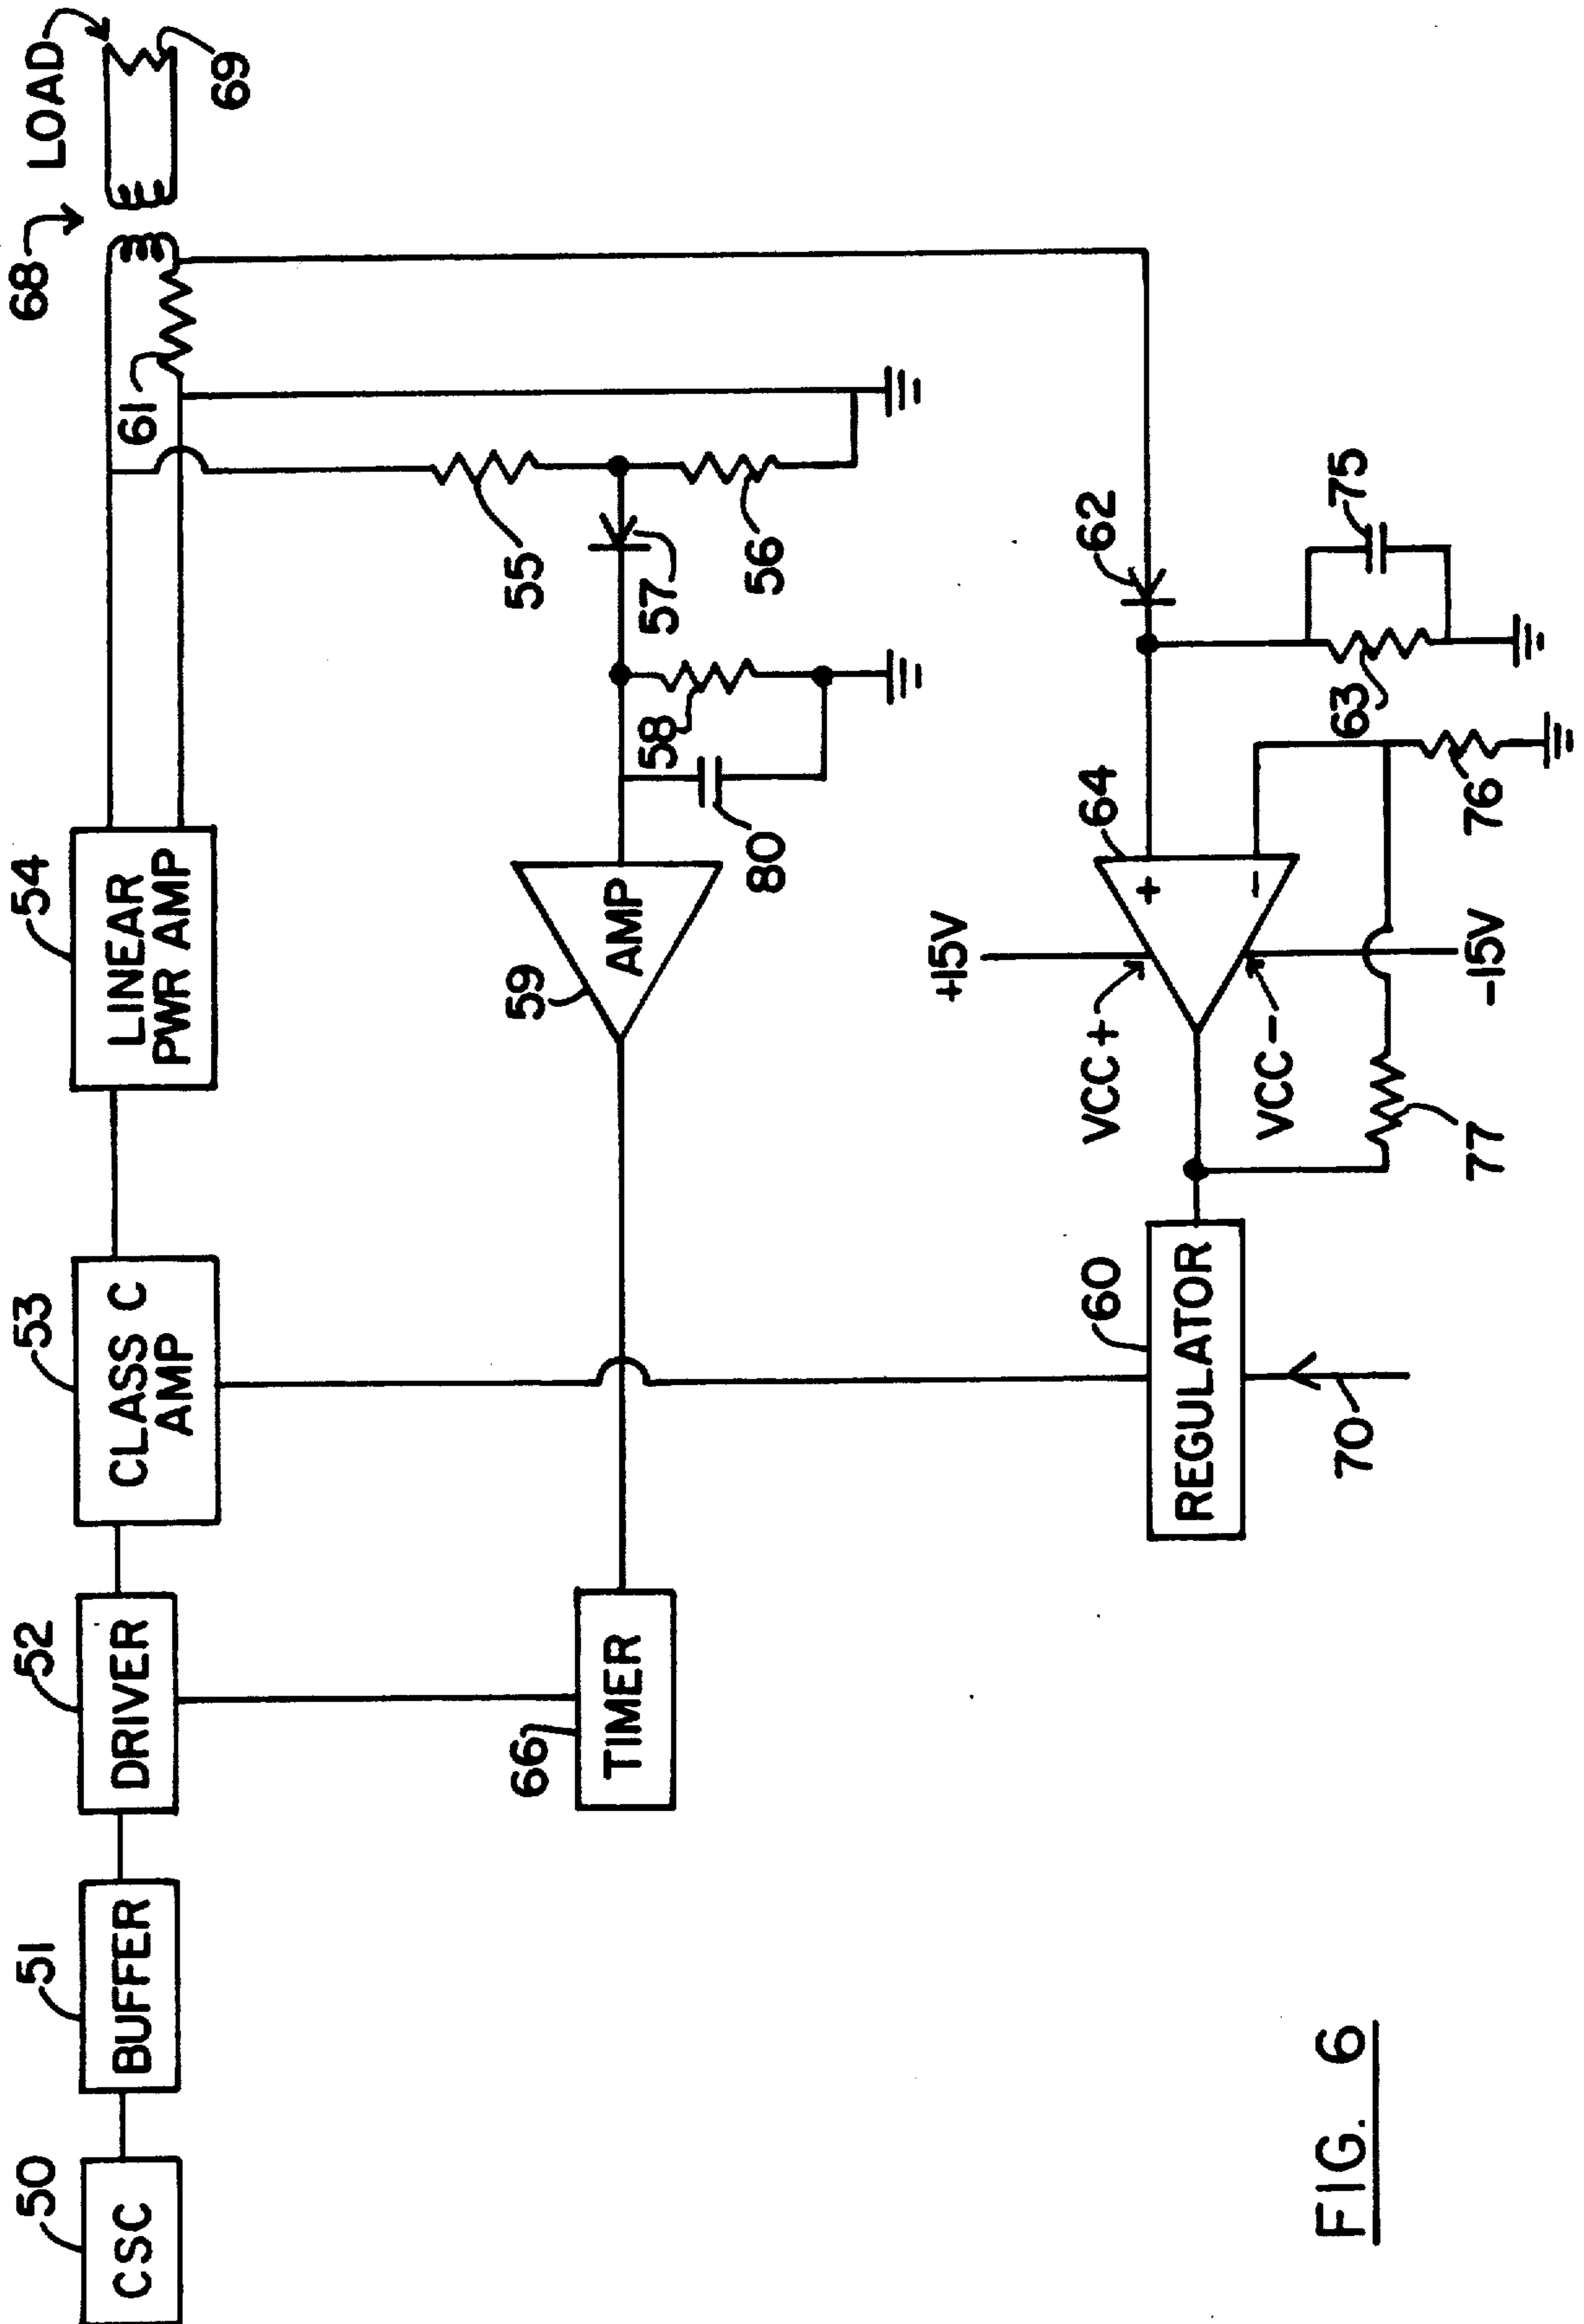 50
51
52
53
54
68
LOAD
CSC
BUFFER
DRIVER
CLASS C
AMP
LINEAR
PWR AMP
61
69
66
59
55
TIMER
AMP
57
58
56
80
+15V
VCC+
60
64
62
+
REGULATOR
-
VCC-
63
75
70
77
76
-15V
FIG. 6